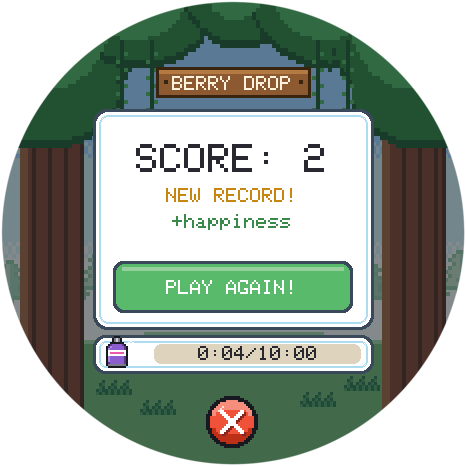 BERRY DROP
SCORE: 2
NEW RECORD!
+happiness
PLAY AGAIN!
0:04/10:00